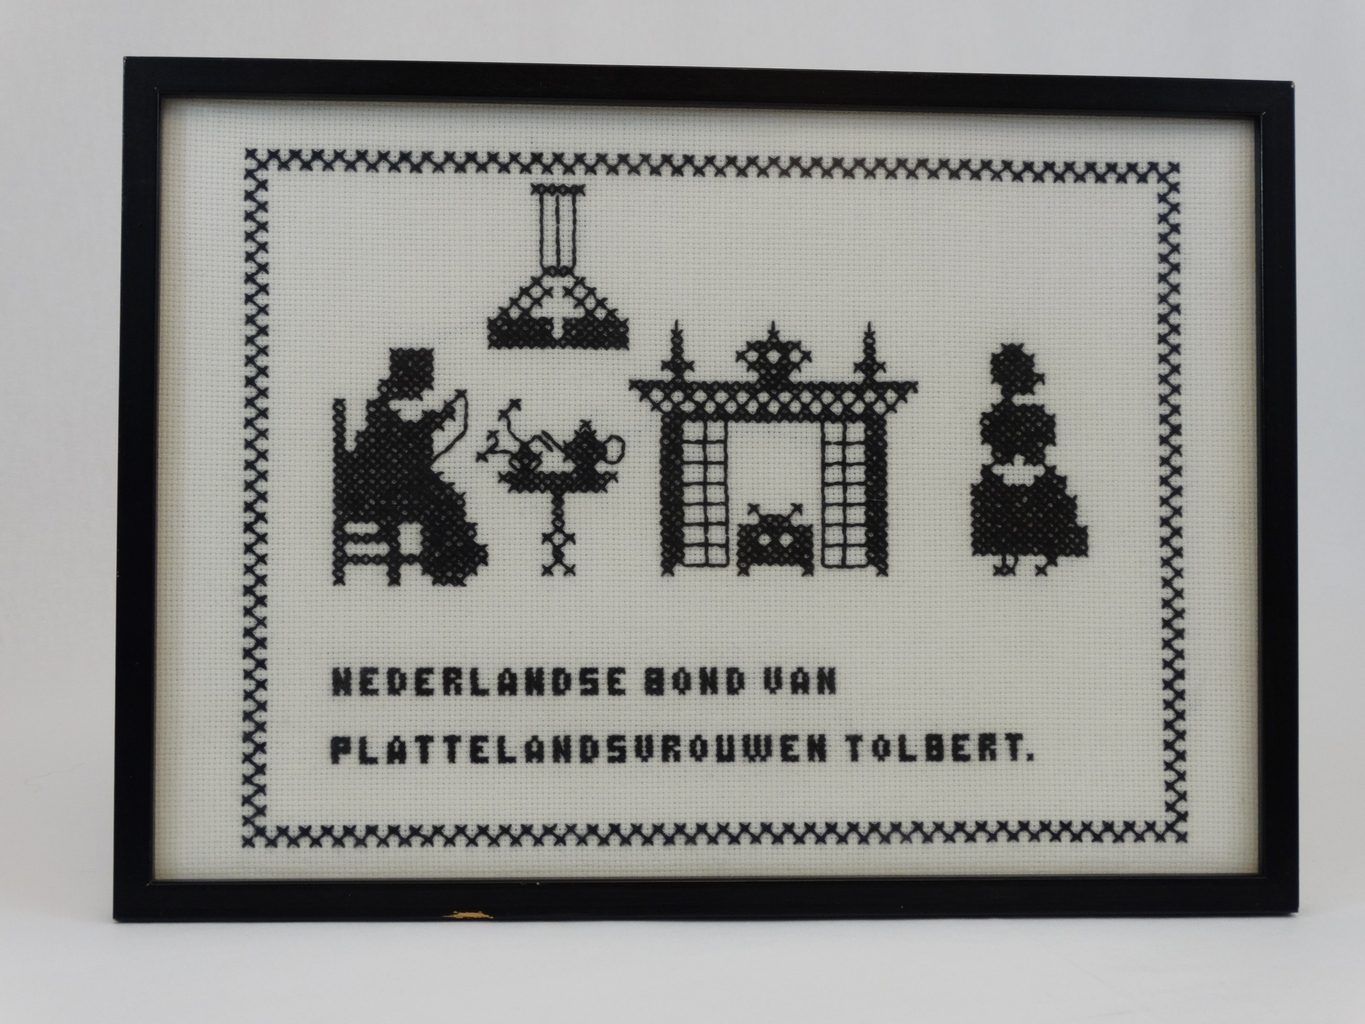 NEDERLANDSE BOND VAN
PLATTELANDSVROUWEN TOLBERT.